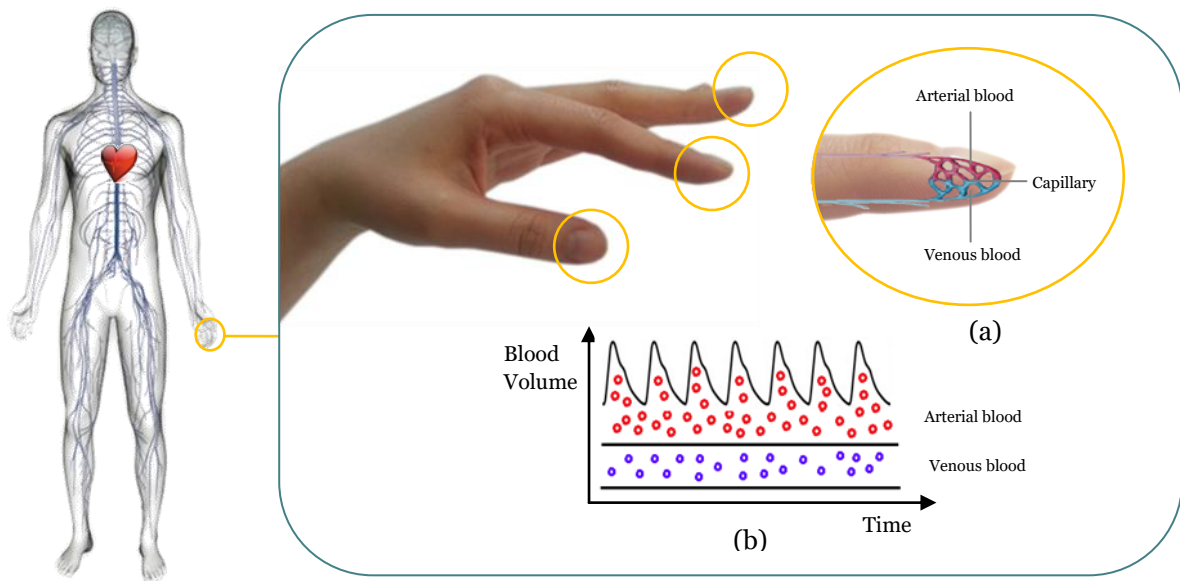 Arterial blood
Capillary
Venous blood
(a)
Blood
Volume
Arterial blood
Venous blood
Time
(b)